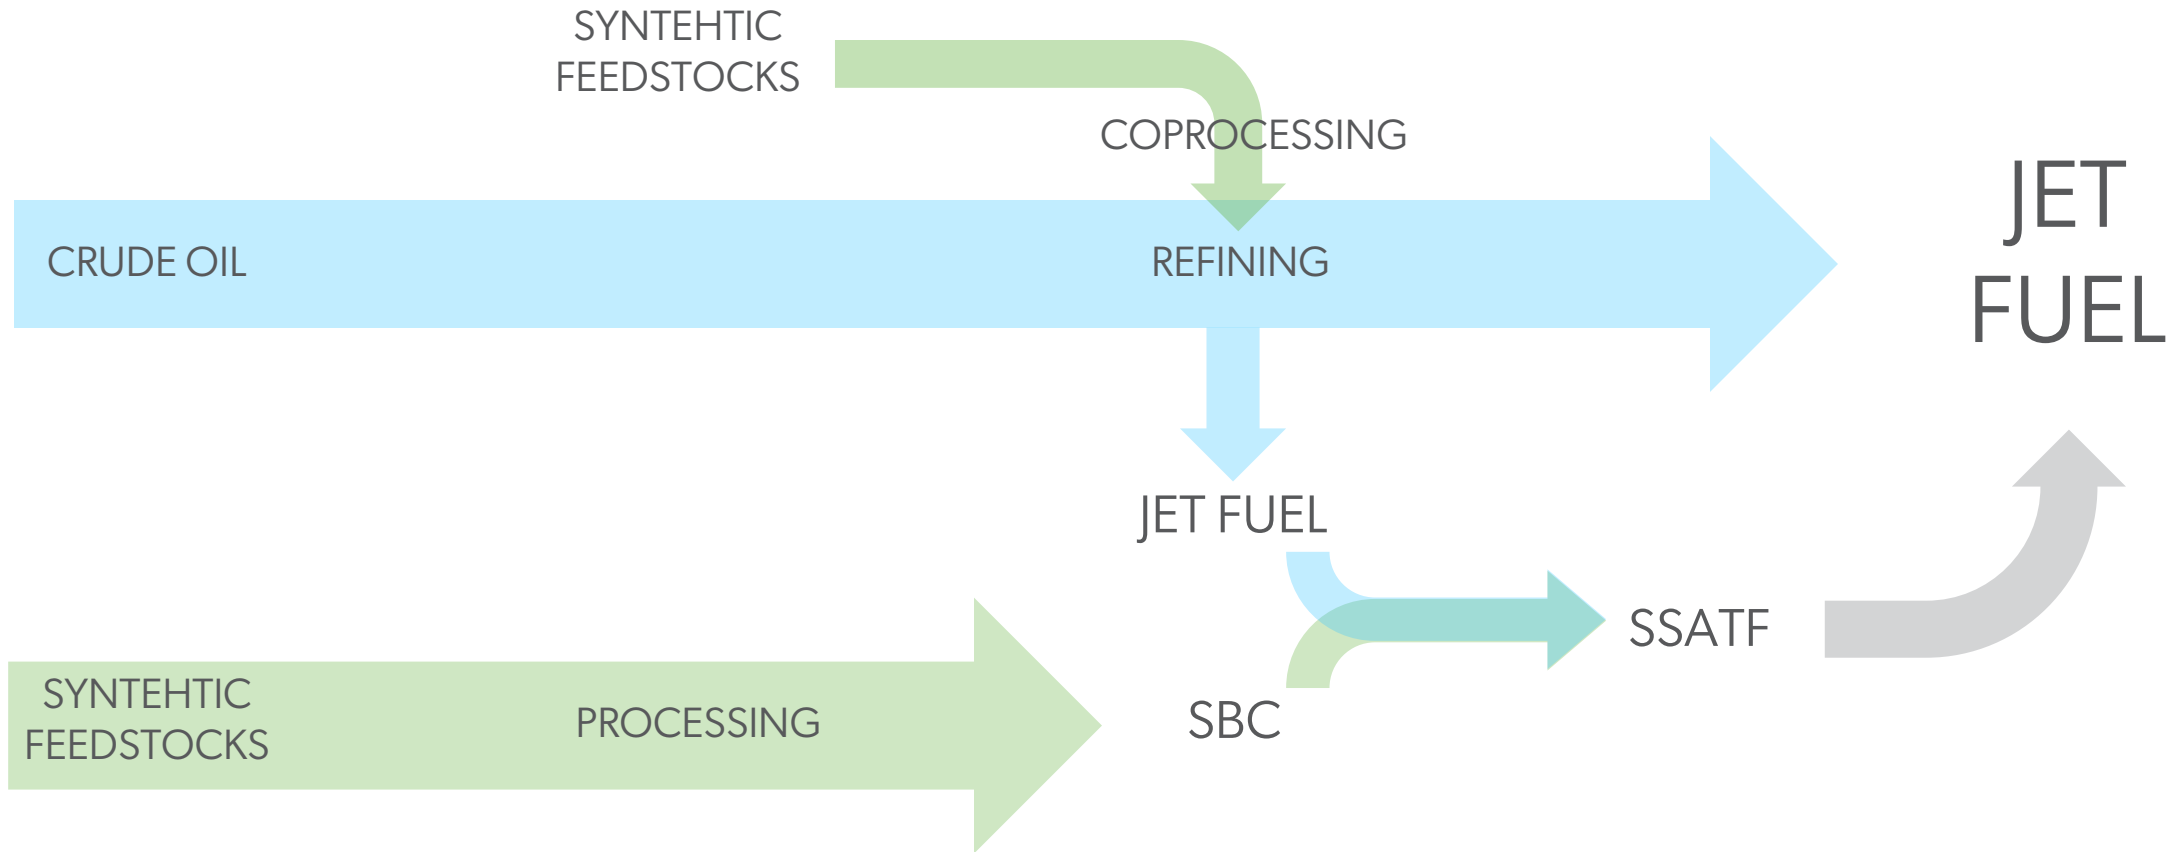 SYNTEHTIC
FEEDSTOCKS
COPROCESSING
CRUDE OIL
REFINING
JET
FUEL
JET FUEL
SSATF
SYNTEHTIC
FEEDSTOCKS
PROCESSING
SBC